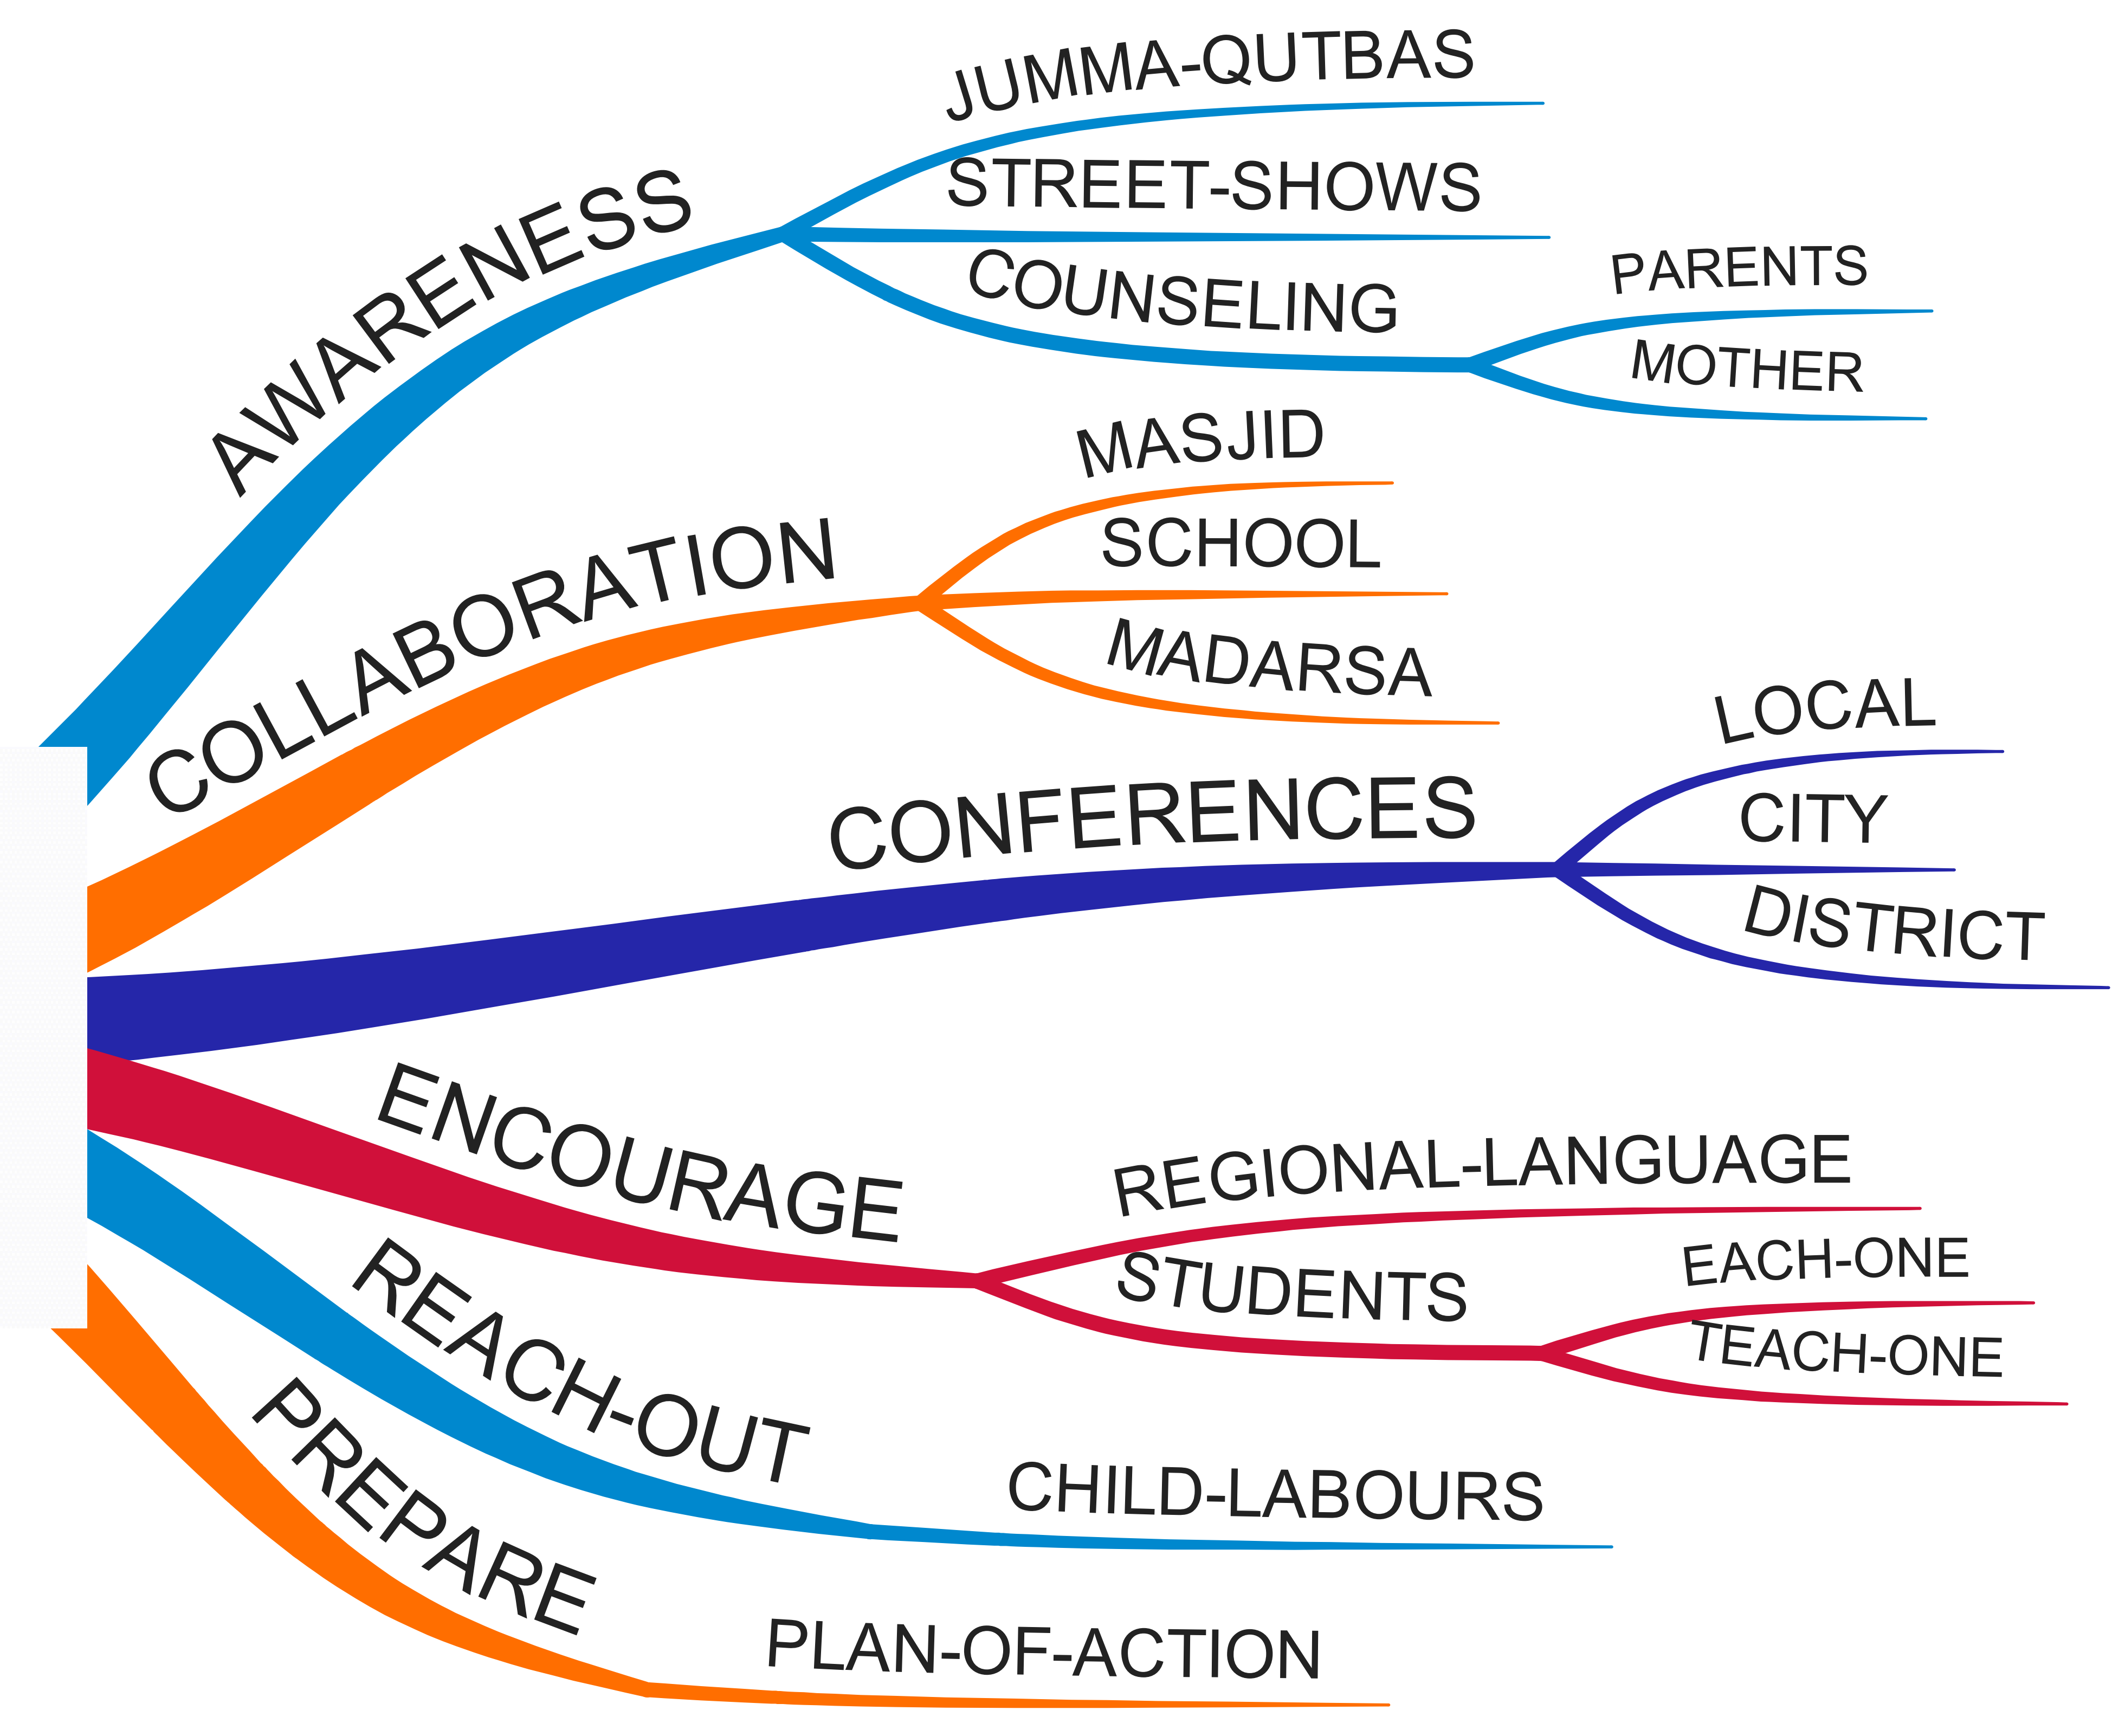 AWARENESS
JUMMA-QUTBAS
STREET-SHOWS
COUNSELING
PARENTS
MOTHER
COLLABORATION
MASJID
SCHOOL
MADARSA
CONFERENCES
LOCAL
CITY
DISTRICT
ENCOURAGE
REGIONAL-LANGUAGE
STUDENTS
EACH-ONE
TEACH-ONE
REACH-OUT
CHILD-LABOURS
PREPARE
PLAN-OF-ACTION